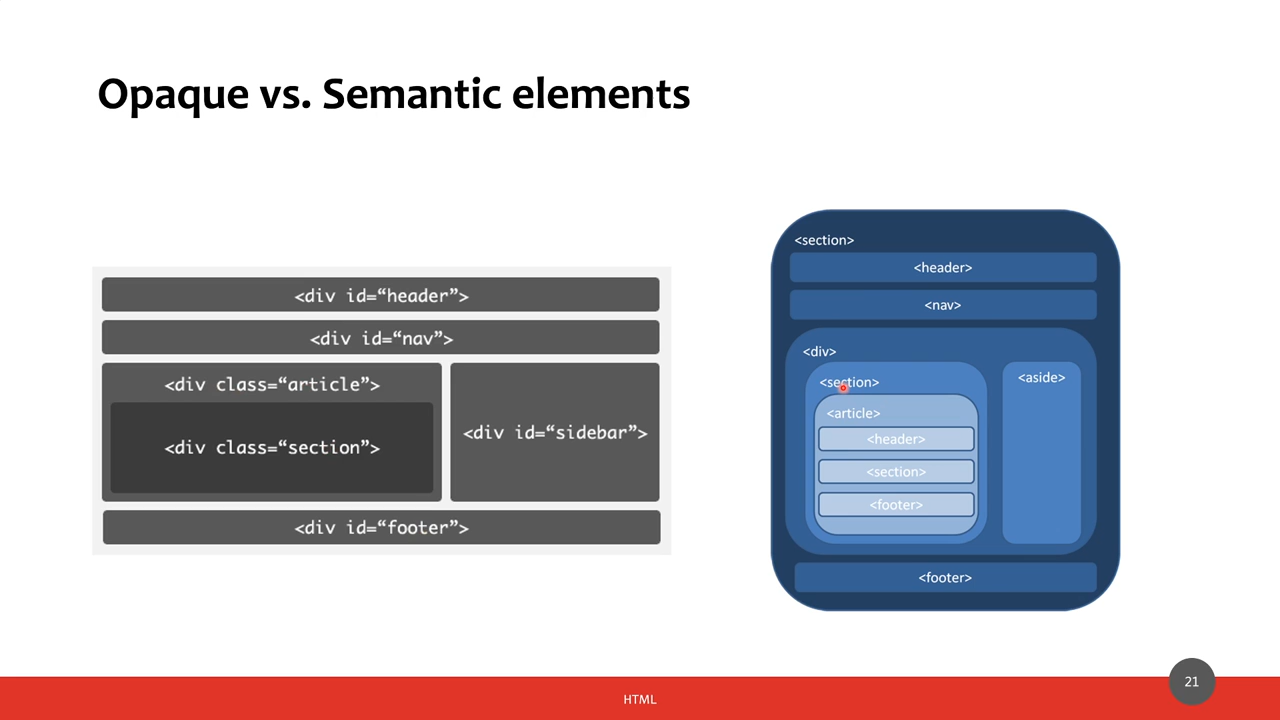 Opaque vs. Semantic elements
<div id=“header”>
<div id=“nav”>
<div class=“article”>
<div class=“section”>
<div id=“sidebar”>
<div id=“footer”>
<section>
<header>
<nav>
<div>
<section>
<article>
<header>
<section>
<footer>
<aside>
<footer>
HTML
21